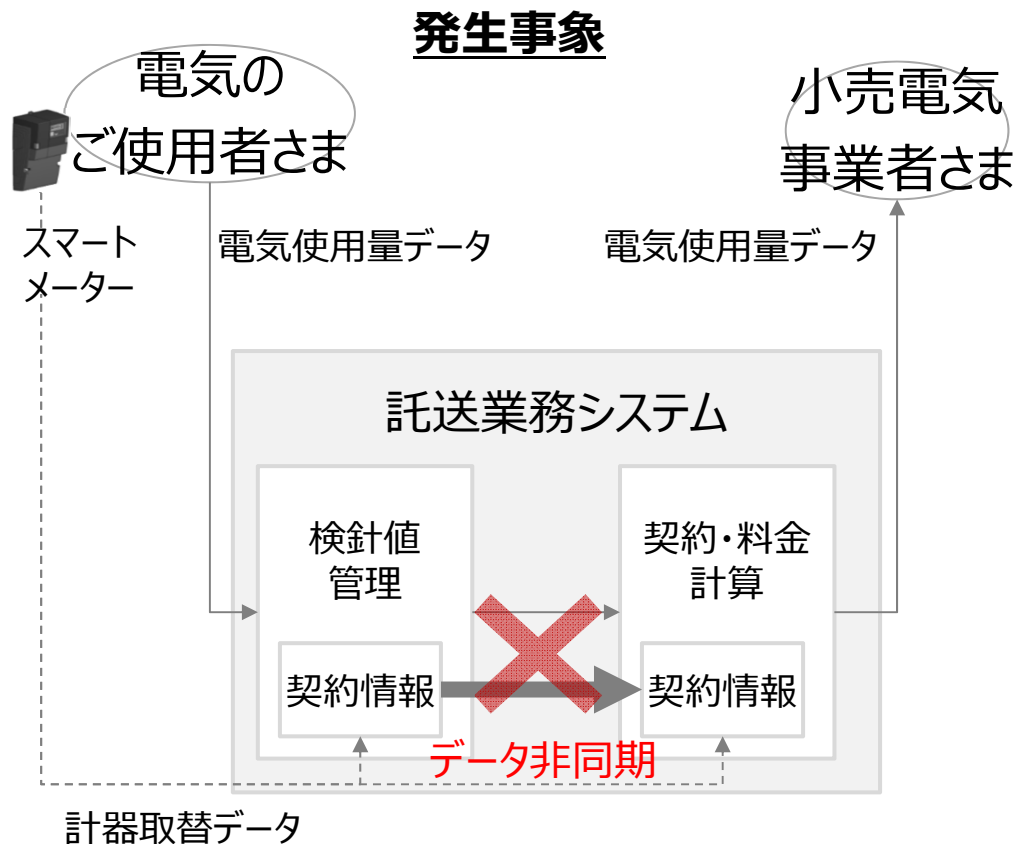 発生事象
電気の
ご使用者さま
小売電気
事業者さま
スマート
メーター
電気使用量データ
電気使用量データ
託送業務システム
検針値
管理
契約・料金
計算
契約情報
契約情報
データ非同期
計器取替データ